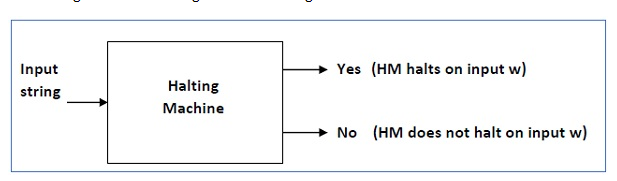 Input
string
Halting
Machine
Yes (HM halts on input w)
No (HM does not halt on input w)